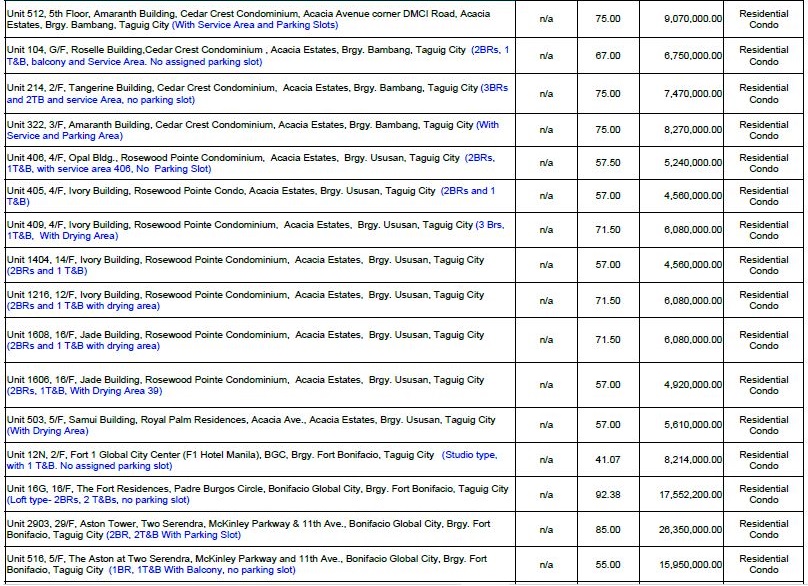 Unit 512, 5th Floor, Amaranth Building, Cedar Crest Condominium, Acacia Avenue corner DMCI Road, Acacia
Estates, Brgy. Bambang, Taguig City (With Service Area and Parking Slots)
n/a
75.00
9,070,000.00
Residential
Condo
Unit 104, G/F, Roselle Building,Cedar Crest Condominium , Acacia Estates, Brgy. Bambang, Taguig City (2BRs, 1
T&B, balcony and Service Area. No assigned parking slot)
n/a
67.00
6,750,000.00
Residential
Condo
Unit 214, 2/F, Tangerine Building, Cedar Crest Condominium, Acacia Estates, Brgy. Bambang, Taguig City (3BRs
and 2TB and service Area, no parking slot)
n/a
75.00
7,470,000.00
Residential
Condo
Unit 322, 3/F, Amaranth Building, Cedar Crest Condominium, Acacia Estates, Brgy. Bambang, Taguig City (With
Service and Parking Area)
n/a
75.00
8,270,000.00
Residential
Condo
Unit 406, 4/F, Opal Bldg., Rosewood Pointe Condominium, Acacia Estates, Brgy. Ususan, Taguig City (2BRs,
1T&B, with service area 406, No Parking Slot)
n/a
57.50
5,240,000.00
Residential
Condo
Unit 405, 4/F, Ivory Building, Rosewood Pointe Condo, Acacia Estates, Brgy. Ususan, Taguig City (2BRs and 1
T&B)
n/a
57.00
4,560,000.00
Residential
Condo
Unit 409, 4/F, Ivory Building, Rosewood Pointe Condominium, Acacia Estates, Brgy. Ususan, Taguig City (3 Brs,
1T&B, With Drying Area)
n/a
71.50
6,080,000.00
Residential
Condo
Unit 1404, 14/F, Ivory Building, Rosewood Pointe Condominium, Acacia Estates, Brgy. Ususan, Taguig City
(2BRs and 1 T&B)
n/a
57.00
4,560,000.00
Residential
Condo
Unit 1216, 12/F, Ivory Building, Rosewood Pointe Condominium, Acacia Estates, Brgy. Ususan, Taguig City
(2BRs and 1 T&B with drying area)
n/a
71.50
6,080,000.00
Residential
Condo
Unit 1608, 16/F, Jade Building, Rosewood Pointe Condominium, Acacia Estates, Brgy. Ususan, Taguig City
(2BRs and 1 T&B with drying area)
n/a
71.50
6,080,000.00
Residential
Condo
Unit 1606, 16/F, Jade Building, Rosewood Pointe Condominium, Acacia Estates, Brgy. Ususan, Taguig City
(2BRs, 1T&B, With Drying Area 39)
n/a
57.00
4,920,000.00
Residential
Condo
Unit 503, 5/F, Samui Building, Royal Palm Residences, Acacia Ave., Acacia Estates, Brgy. Ususan, Taguig City
(With Drying Area)
n/a
57.00
5,610,000.00
Residential
Condo
Unit 12N, 2/F, Fort 1 Global City Center (F1 Hotel Manila), BGC, Brgy. Fort Bonifacio, Taguig City (Studio type,
with 1 T&B. No assigned parking slot)
n/a
41.07
8,214,000.00
Residential
Condo
Unit 16G, 16/F, The Fort Residences, Padre Burgos Circle, Bonifacio Global City, Brgy. Fort Bonifacio, Taguig City
(Loft type- 2BRs, 2 T&Bs, no parking slot)
n/a
92.38
17,552,200.00
Residential
Condo
Unit 2903, 29/F, Aston Tower, Two Serendra, McKinley Parkway & 11th Ave., Bonifacio Global City, Brgy. Fort
Bonifacio, Taguig City (2BR, 2T&B With Parking Slot)
n/a
85.00
26,350,000.00
Residential
Condo
Unit 516, 5/F, The Aston at Two Serendra, McKinley Parkway and 11th Ave., Bonifacio Global City, Brgy. Fort
Bonifacio, Taguig City (1BR, 1T&B With Balcony, no parking slot)
n/a
55.00
15,950,000.00
Residential
Condo